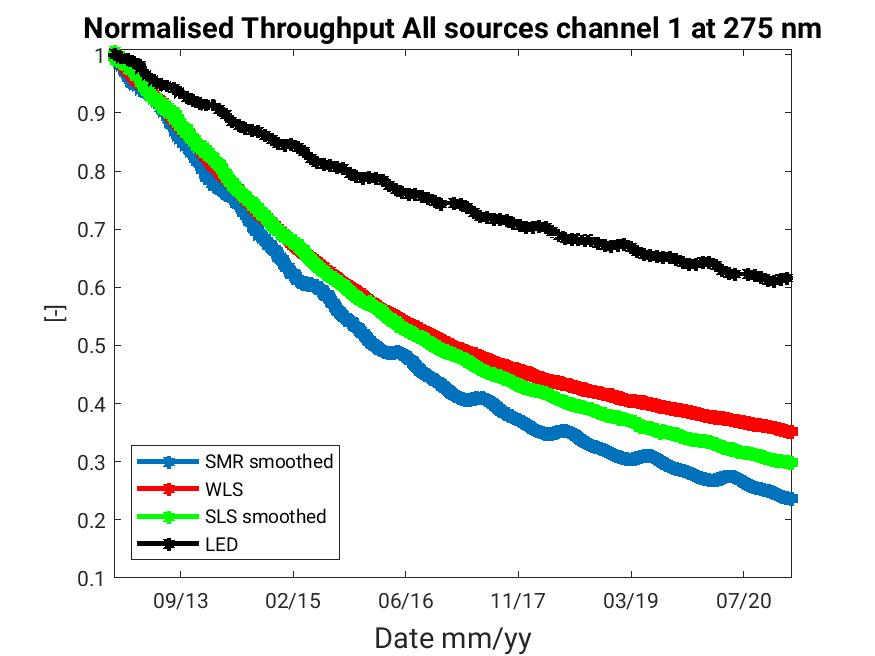 Normalised Throughput All sources channel 1 at 275 nm
1
0.9
0.8
0.7
0.6
0.5
0.4
0.3
0.2
0.1
[-]
SMR smoothed
WLS
SLS smoothed
LED
09/13 02/15 06/16 11/17 03/19 07/20
Date mm/yy